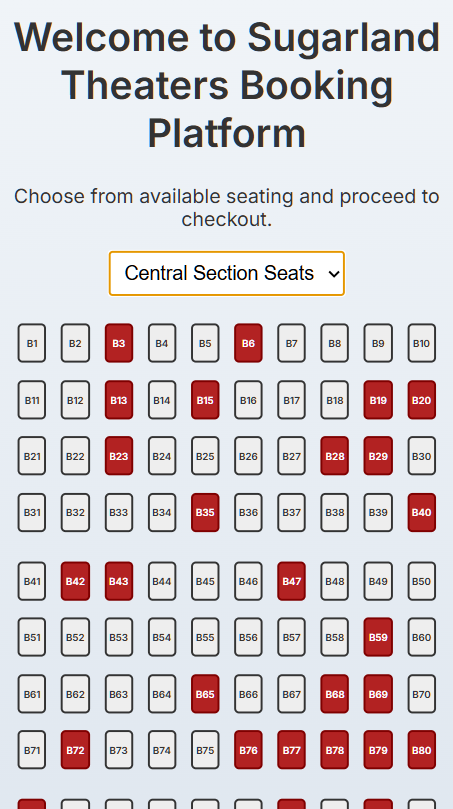 Welcome to Sugarland
Theaters Booking
Platform
Choose from available seating and proceed to
checkout.
Central Section Seats
B1 B2 B3 B4 B5 B6 B7 B8 B9 B10
B11 B12 B13 B14 B15 B16 B17 B18 B19 B20
B21 B22 B23 B24 B25 B26 B27 B28 B29 B30
B31 B32 B33 B34 B35 B36 B37 B38 B39 B40
B41 B42 B43 B44 B45 B46 B47 B48 B49 B50
B51 B52 B53 B54 B55 B56 B57 B58 B59 B60
B61 B62 B63 B64 B65 B66 B67 B68 B69 B70
B71 B72 B73 B74 B75 B76 B77 B78 B79 B80